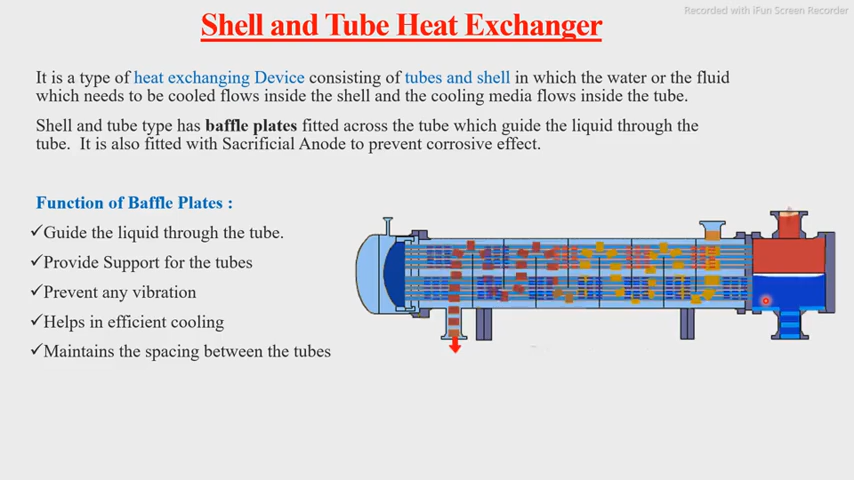 Recorded with iFun Screen Recorder
Shell and Tube Heat Exchanger
It is a type of heat exchanging Device consisting of tubes and shell in which the water or the fluid
which needs to be cooled flows inside the shell and the cooling media flows inside the tube.
Shell and tube type has baffle plates fitted across the tube which guide the liquid through the
tube. It is also fitted with Sacrificial Anode to prevent corrosive effect.
Function of Baffle Plates :
✓Guide the liquid through the tube.
✓Provide Support for the tubes
✓Prevent any vibration
✓Helps in efficient cooling
✓Maintains the spacing between the tubes